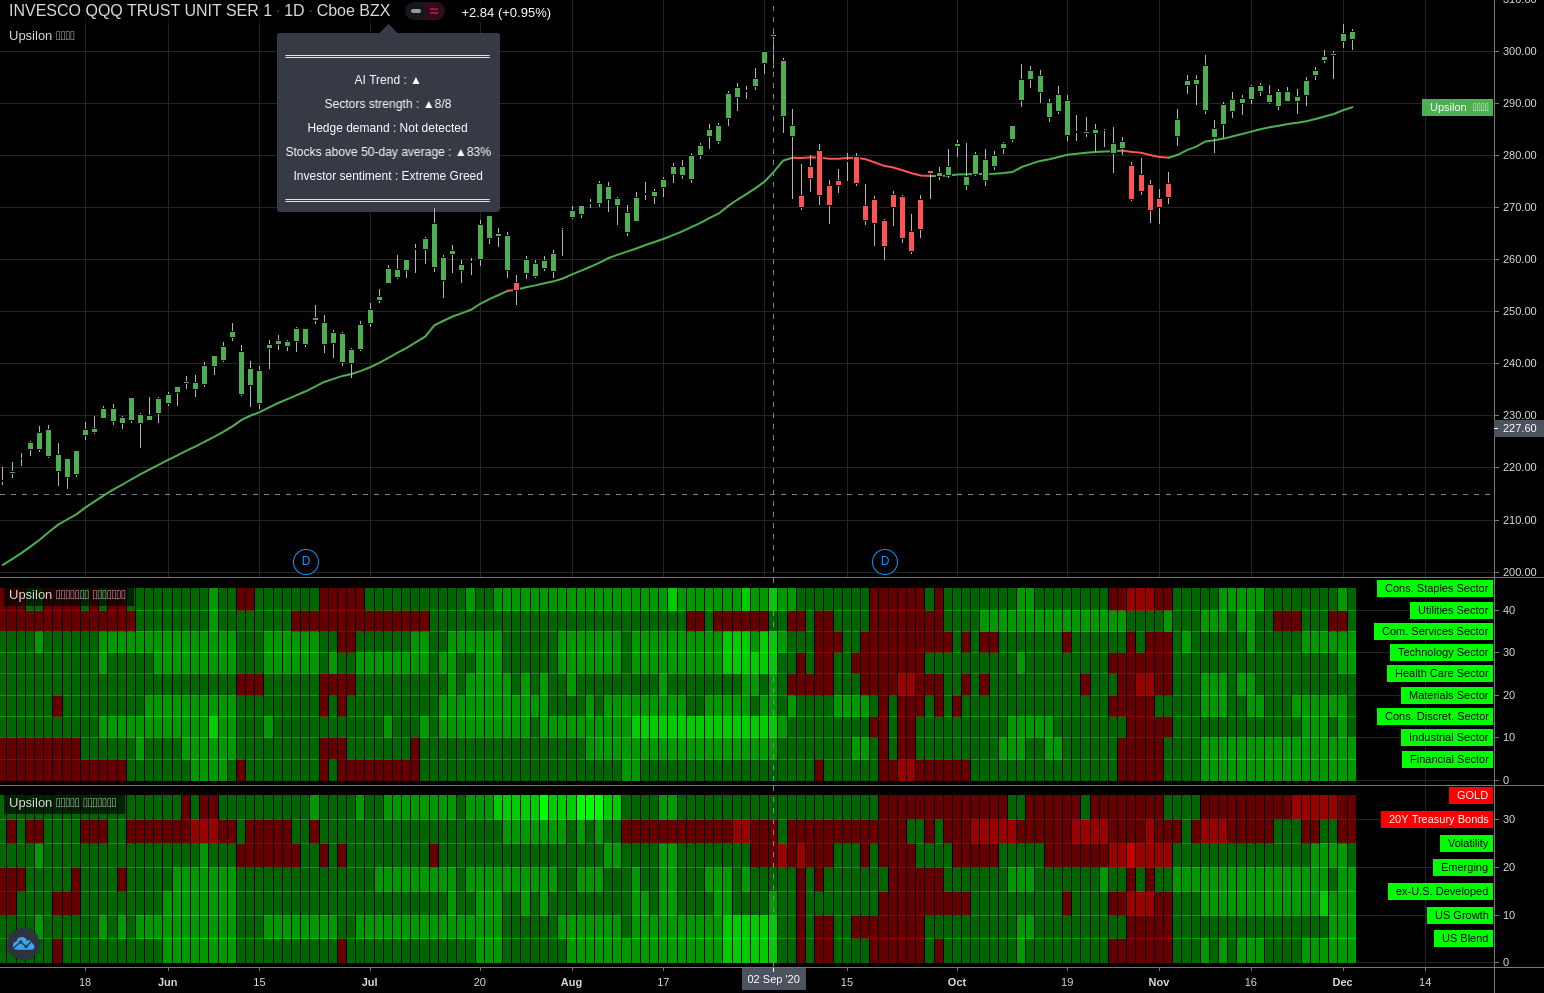 INVESCO QQQ TRUST UNIT SER 1 · 1D · Cboe BZX
+2.84 (+0.95%)
Upsilon
AI Trend : ▲
Sectors strength : ▲8/8
Hedge demand : Not detected
Stocks above 50-day average : ▲83%
Investor sentiment : Extreme Greed
310.00
300.00
290.00
Upsilon
280.00
270.00
260.00
250.00
240.00
230.00
227.60
220.00
210.00
200.00
D
D
Upsilon
Cons. Staples Sector
Utilities Sector
40
Com. Services Sector
Technology Sector
30
Health Care Sector
Materials Sector
20
Cons. Discret. Sector
Industrial Sector
10
Financial Sector
0
Upsilon
GOLD
20Y Treasury Bonds
30
Volatility
Emerging
20
ex-U.S. Developed
US Growth
10
US Blend
0
18
Jun
15
Jul
20
Aug
17
02 Sep '20
15
Oct
19
Nov
16
Dec
14